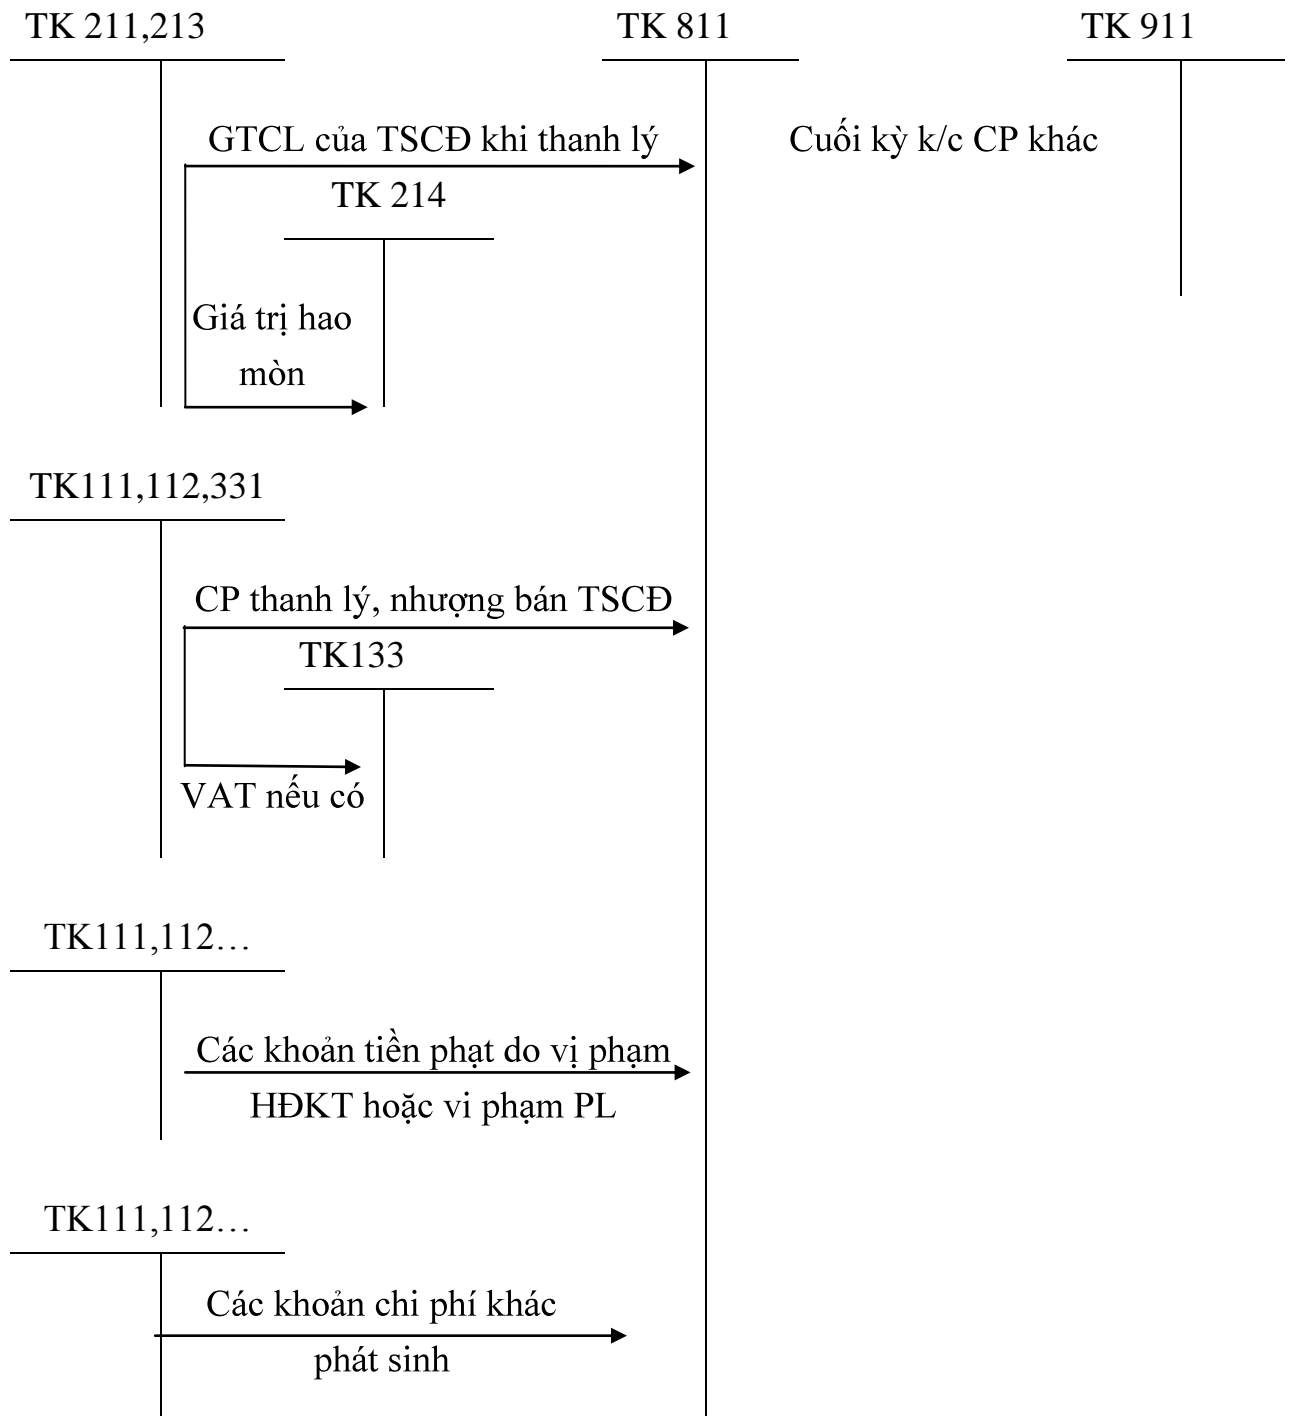 TK 211,213
TK 811
TK 911
GTCL của TSCĐ khi thanh lý
Cuối kỳ k/c CP khác
TK 214
Giá trị hao
mòn
TK111,112,331
CP thanh lý, nhượng bán TSCĐ
TK133
VAT nếu có
TK111,112…
Các khoản tiền phạt do vị phạm
HĐKT hoặc vi phạm PL
TK111,112…
Các khoản chi phí khác
phát sinh